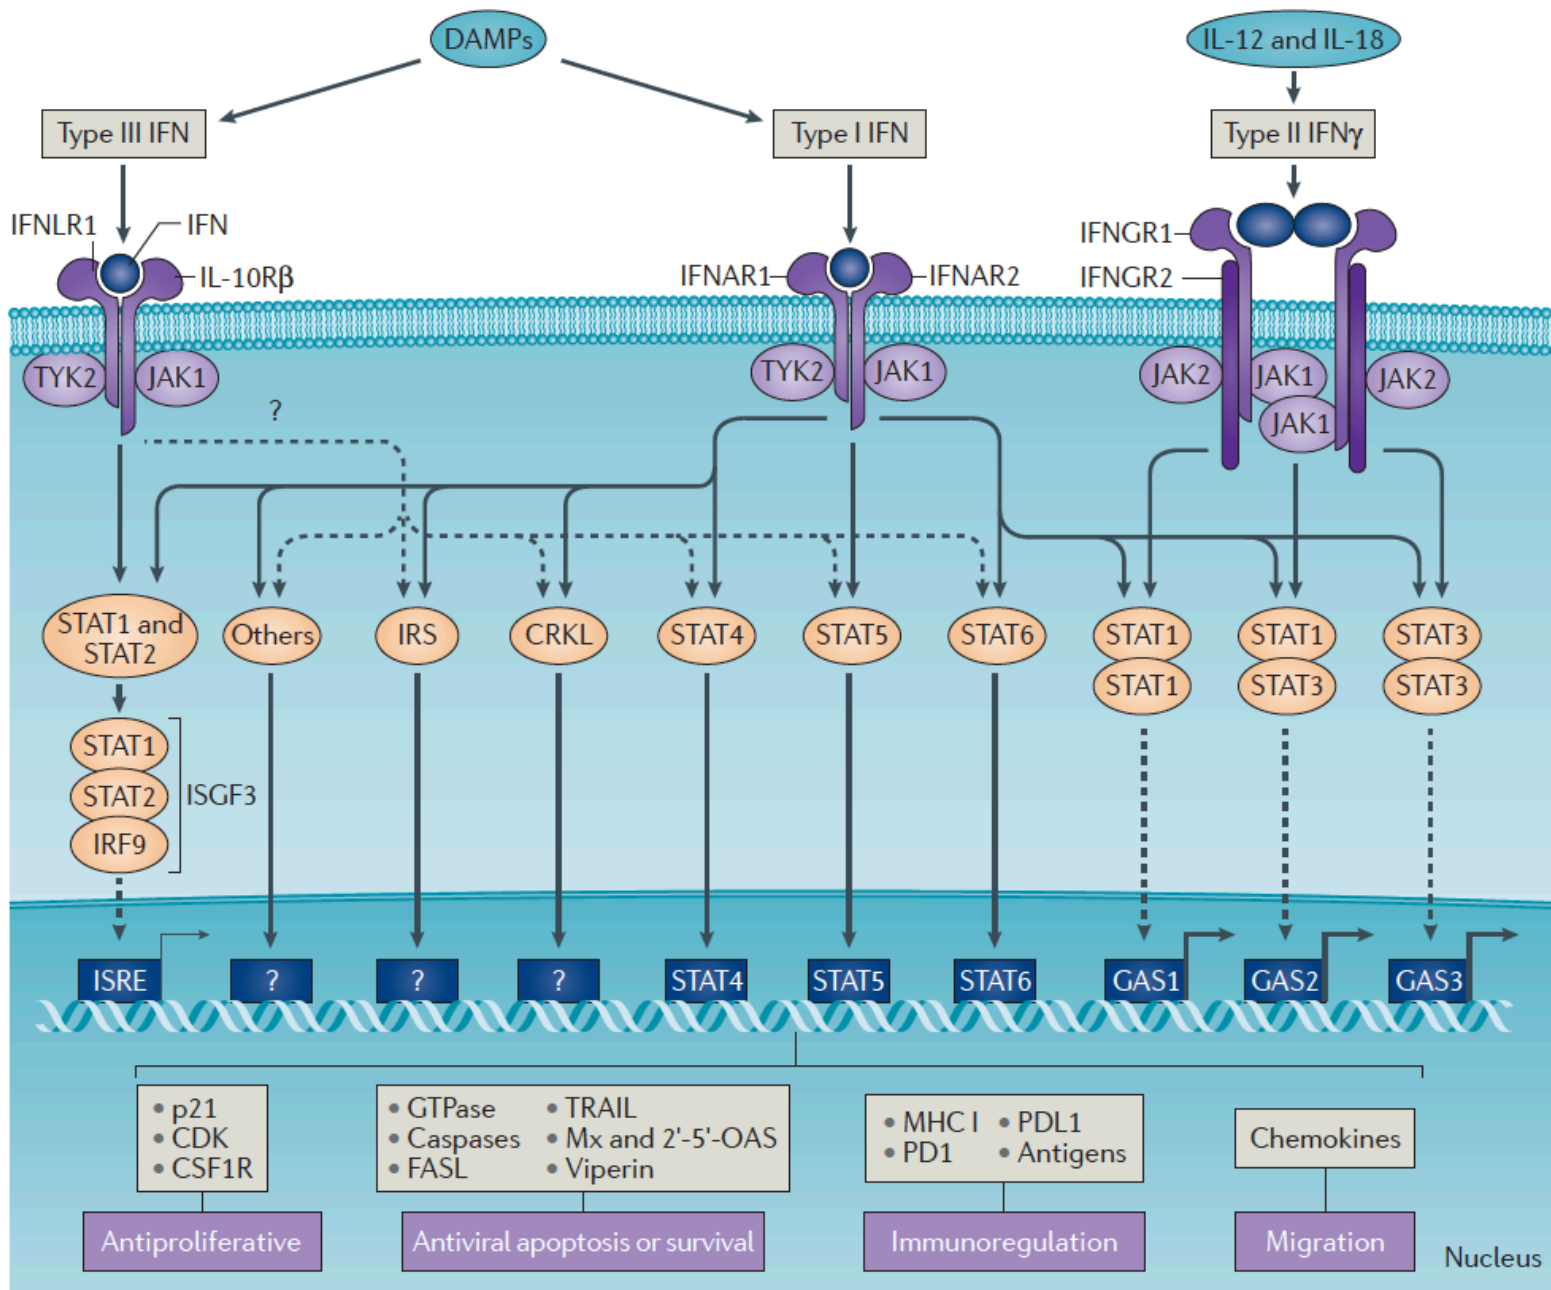 DAMPs
IL-12 and IL-18
Type III IFN
Type I IFN
Type II IFNγ
IFNLR1
IFN
IL-10Rβ
IFNAR1
IFNAR2
IFNGR1
IFNGR2
TYK2
JAK1
TYK2
JAK1
JAK2
JAK1
JAK1
JAK2
?
STAT1 and
STAT2
Others
IRS
CRKL
STAT4
STAT5
STAT6
STAT1
STAT1
STAT1
STAT3
STAT3
STAT3
STAT1
STAT2
IRF9
ISGF3
ISRE
?
?
?
STAT4
STAT5
STAT6
GAS1
GAS2
GAS3
• p21
• CDK
• CSF1R
• GTPase
• Caspases
• FASL
• TRAIL
• Mx and 2'-5'-OAS
• Viperin
• MHC I
• PD1
• PDL1
• Antigens
Chemokines
Antiproliferative
Antiviral apoptosis or survival
Immunoregulation
Migration
Nucleus